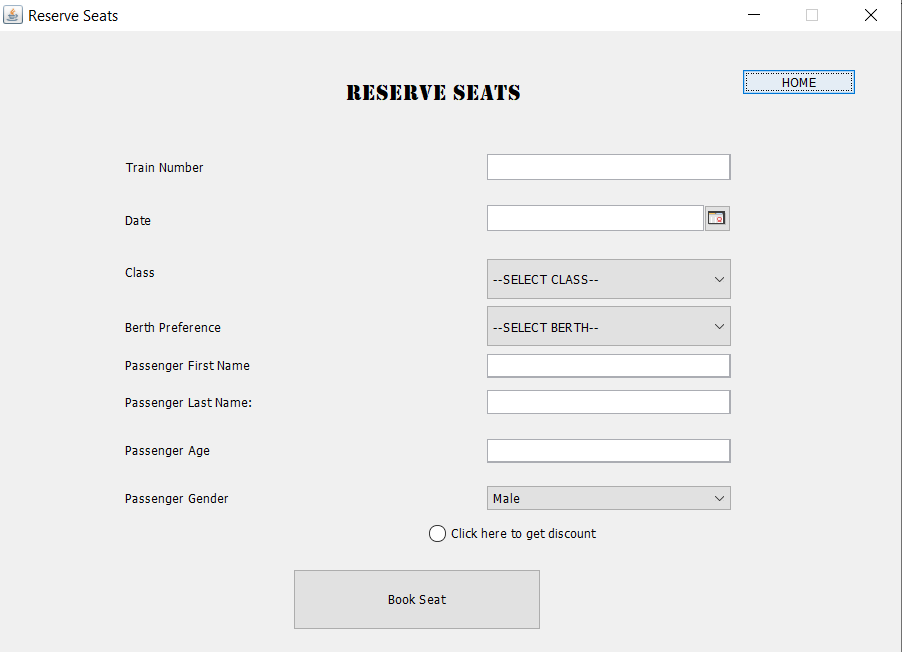 Reserve Seats
RESERVE SEATS
HOME
Train Number
Date
Class
--SELECT CLASS--
Berth Preference
--SELECT BERTH--
Passenger First Name
Passenger Last Name:
Passenger Age
Passenger Gender
Male
Click here to get discount
Book Seat